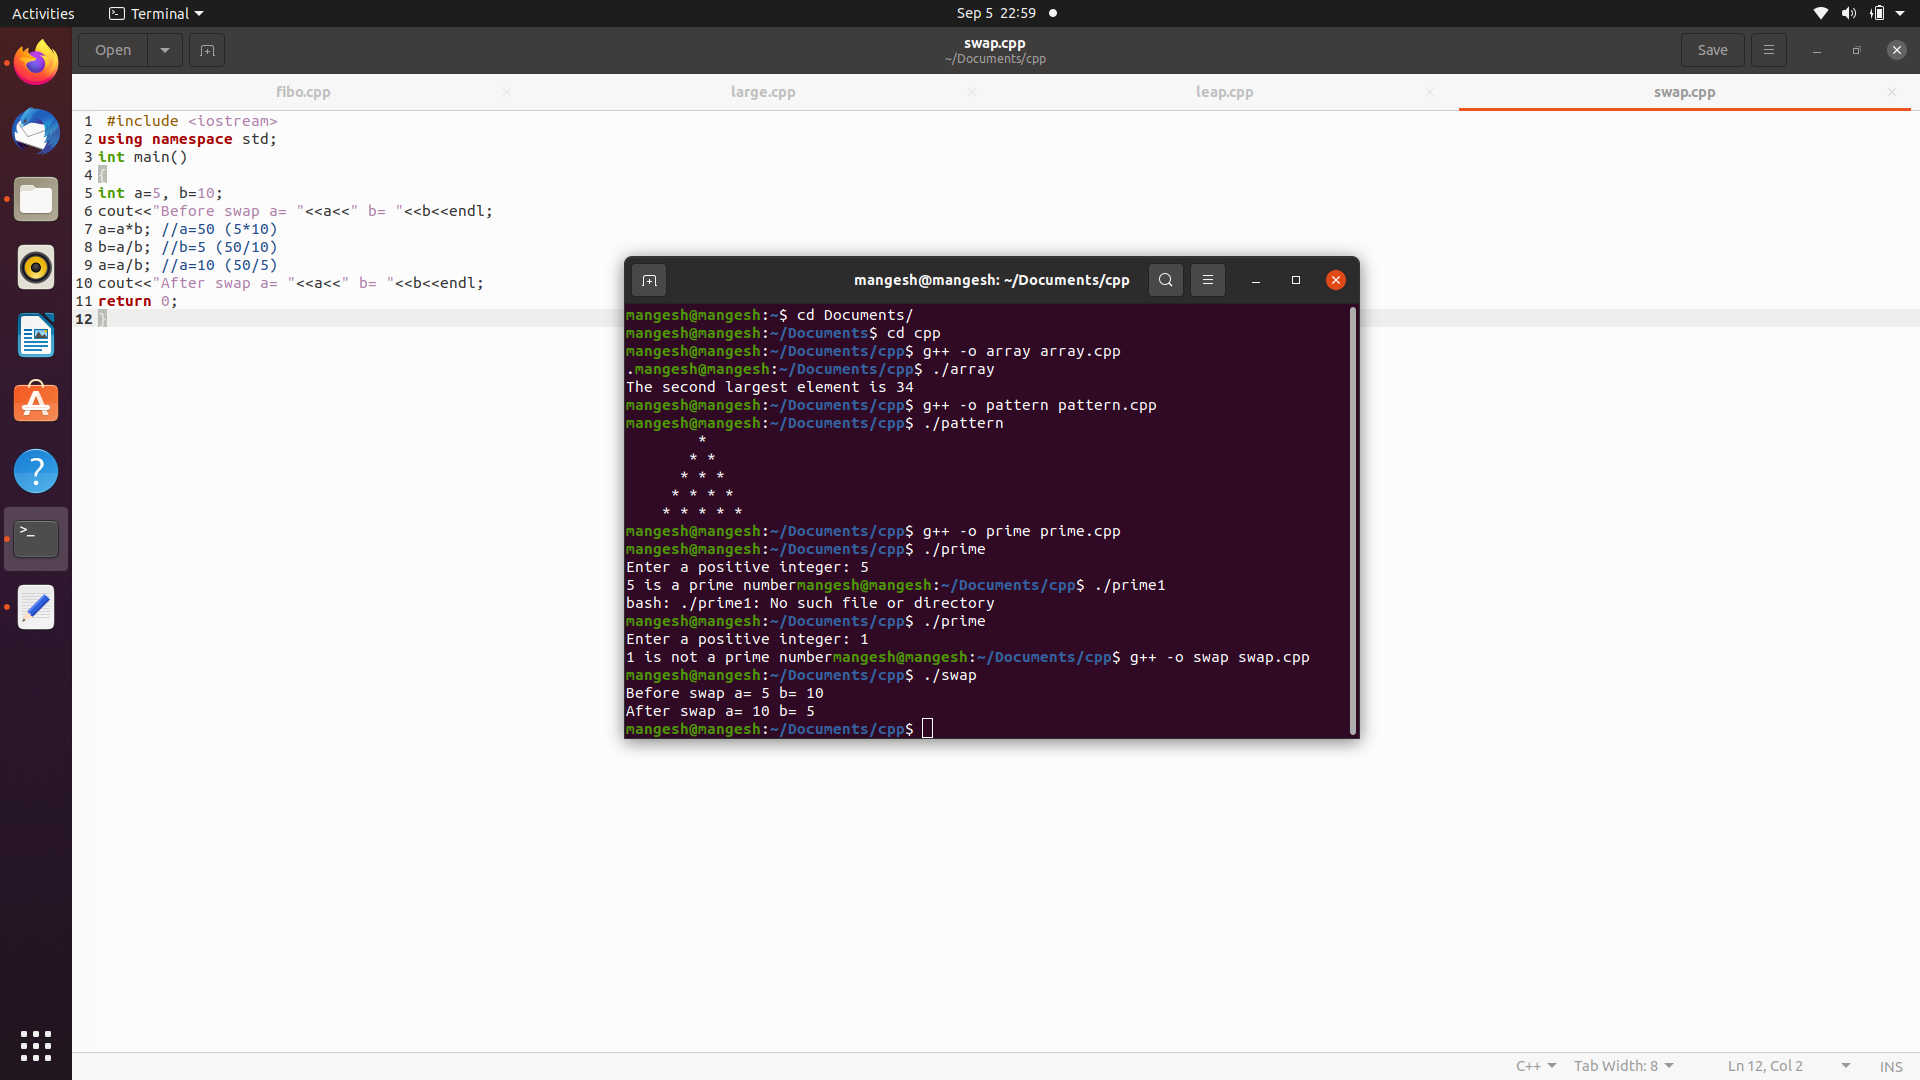 Activities Terminal Sep 5 22:59
Open swap.cpp Save
~/Documents/cpp
fibo.cpp large.cpp leap.cpp swap.cpp
1 #include <iostream>
2 using namespace std;
3 int main()
4 {
5 int a=5, b=10;
6 cout<<"Before swap a= "<<a<<" b= "<<b<<endl;
7 a=a*b; //a=50 (5*10)
8 b=a/b; //b=5 (50/10)
9 a=a/b; //a=10 (50/5)
10 cout<<"After swap a= "<<a<<" b= "<<b<<endl;
11 return 0;
12 }
mangesh@mangesh: ~/Documents/cpp
mangesh@mangesh:~$ cd Documents/
mangesh@mangesh:~/Documents$ cd cpp
mangesh@mangesh:~/Documents/cpp$ g++ -o array array.cpp
.mangesh@mangesh:~/Documents/cpp$ ./array
The second largest element is 34
mangesh@mangesh:~/Documents/cpp$ g++ -o pattern pattern.cpp
mangesh@mangesh:~/Documents/cpp$ ./pattern
*
* *
* * *
* * * *
* * * * *
mangesh@mangesh:~/Documents/cpp$ g++ -o prime prime.cpp
mangesh@mangesh:~/Documents/cpp$ ./prime
Enter a positive integer: 5
5 is a prime numbermangesh@mangesh:~/Documents/cpp$ ./prime1
bash: ./prime1: No such file or directory
mangesh@mangesh:~/Documents/cpp$ ./prime
Enter a positive integer: 1
1 is not a prime numbermangesh@mangesh:~/Documents/cpp$ g++ -o swap swap.cpp
mangesh@mangesh:~/Documents/cpp$ ./swap
Before swap a= 5 b= 10
After swap a= 10 b= 5
mangesh@mangesh:~/Documents/cpp$
C++ Tab Width: 8 Ln 12, Col 2 INS